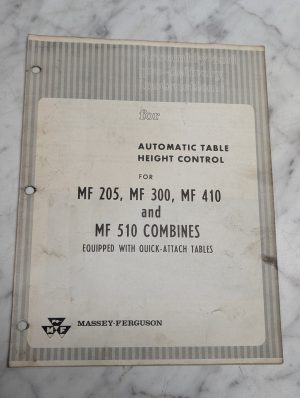 for
AUTOMATIC TABLE
HEIGHT CONTROL
FOR
MF 205, MF 300, MF 410
and
MF 510 COMBINES
EQUIPPED WITH QUICK-ATTACH TABLES
MF
MASSEY-FERGUSON